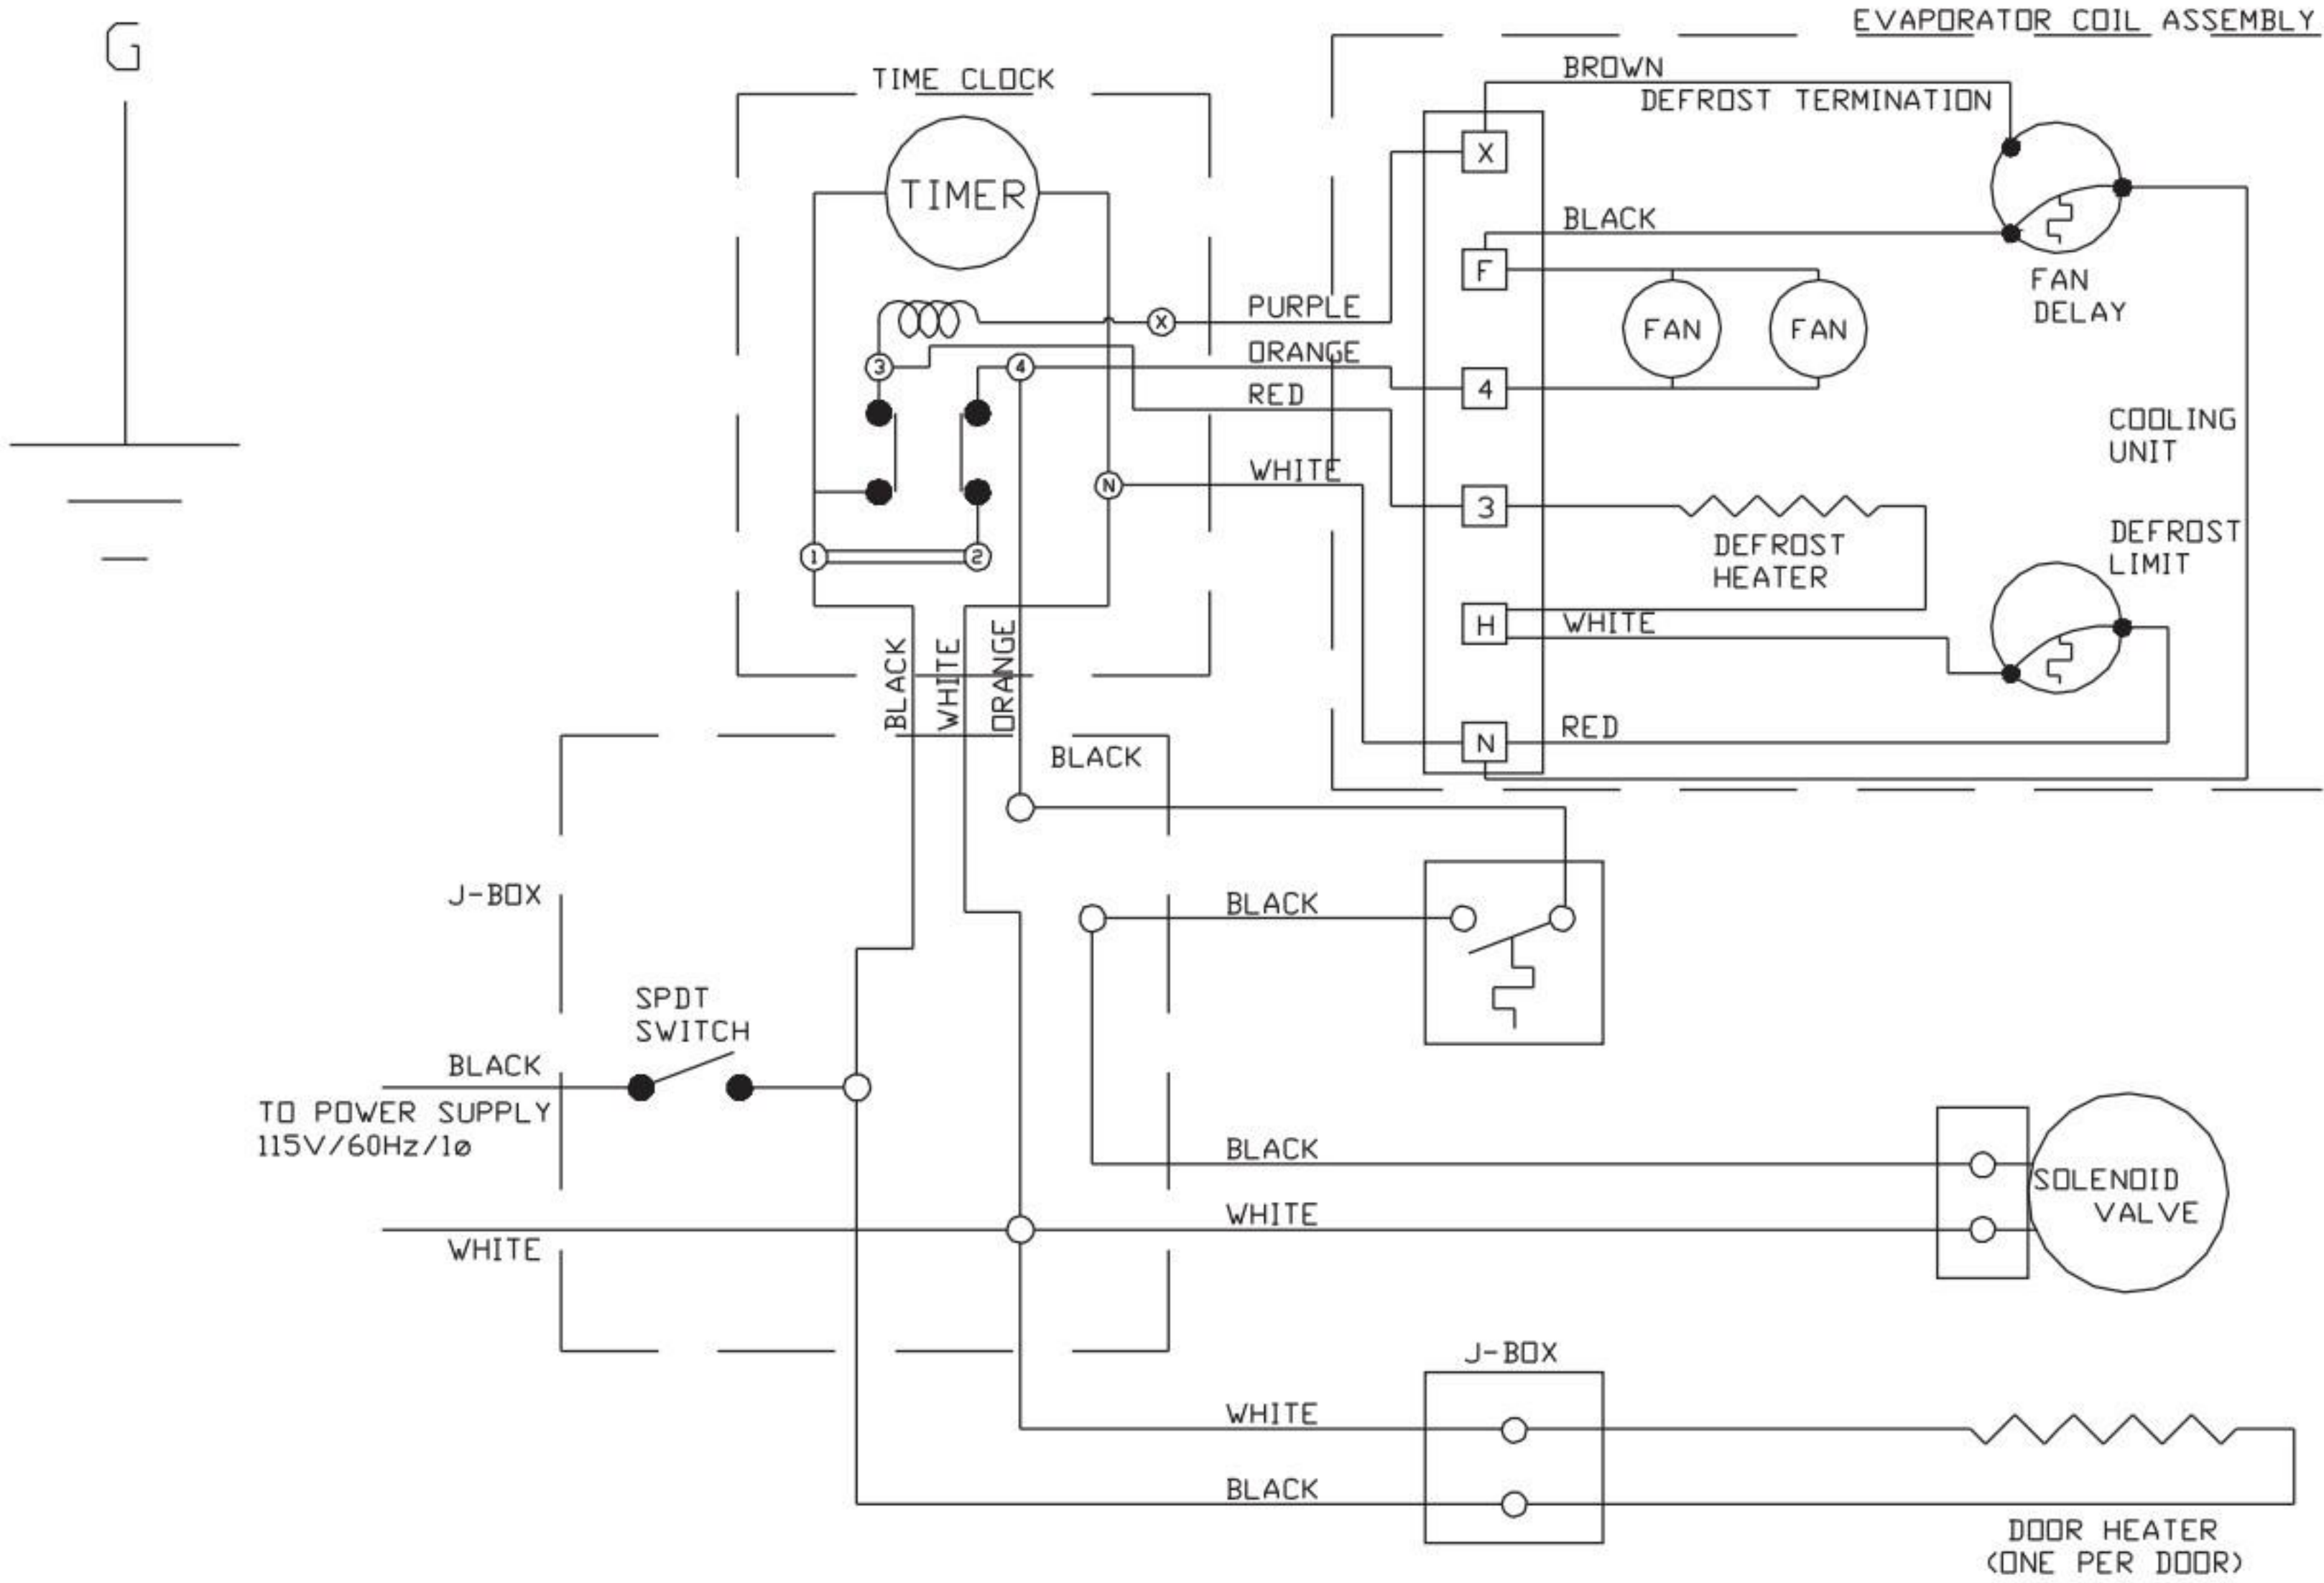 G
EVAPORATOR COIL ASSEMBLY
TIME CLOCK
BROWN
DEFROST TERMINATION
TIMER
X
BLACK
F
FAN
DELAY
PURPLE
X
FAN
FAN
ORANGE
3
4
RED
4
COOLING
UNIT
WHITE
N
3
DEFROST
HEATER
DEFROST
LIMIT
1
2
H
WHITE
BLACK
WHITE
ORANGE
N
RED
BLACK
J-BOX
BLACK
SPDT
SWITCH
BLACK
TO POWER SUPPLY
115V/60Hz/1ø
BLACK
SOLENOID
VALVE
WHITE
WHITE
J-BOX
WHITE
BLACK
DOOR HEATER
(ONE PER DOOR)